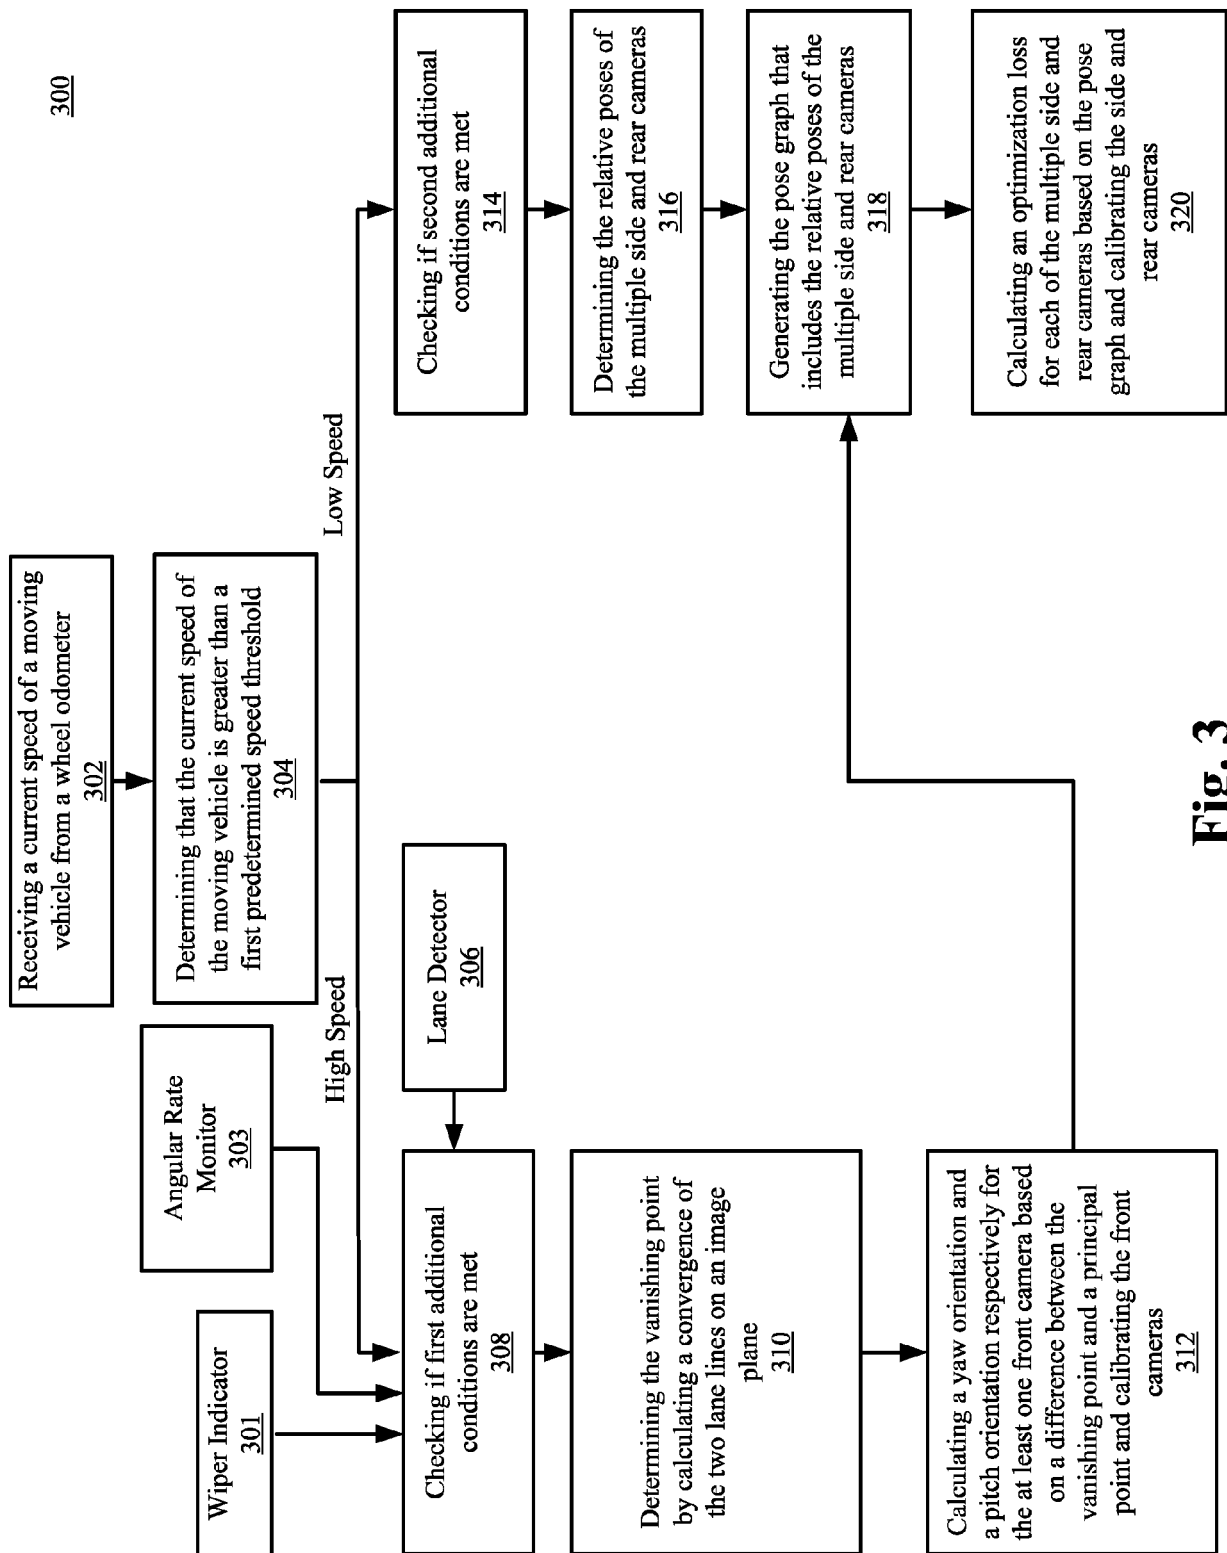 300
Receiving a current speed of a moving
vehicle from a wheel odometer
302
Determining that the current speed of
the moving vehicle is greater than a
first predetermined speed threshold
304
Wiper Indicator
301
Angular Rate
Monitor
303
High Speed
Low Speed
Lane Detector
306
Checking if first additional
conditions are met
308
Determining the vanishing point
by calculating a convergence of
the two lane lines on an image
plane
310
Calculating a yaw orientation and
a pitch orientation respectively for
the at least one front camera based
on a difference between the
vanishing point and a principal
point and calibrating the front
cameras
312
Checking if second additional
conditions are met
314
Determining the relative poses of
the multiple side and rear cameras
316
Generating the pose graph that
includes the relative poses of the
multiple side and rear cameras
318
Calculating an optimization loss
for each of the multiple side and
rear cameras based on the pose
graph and calibrating the side and
rear cameras
320
Fig. 3